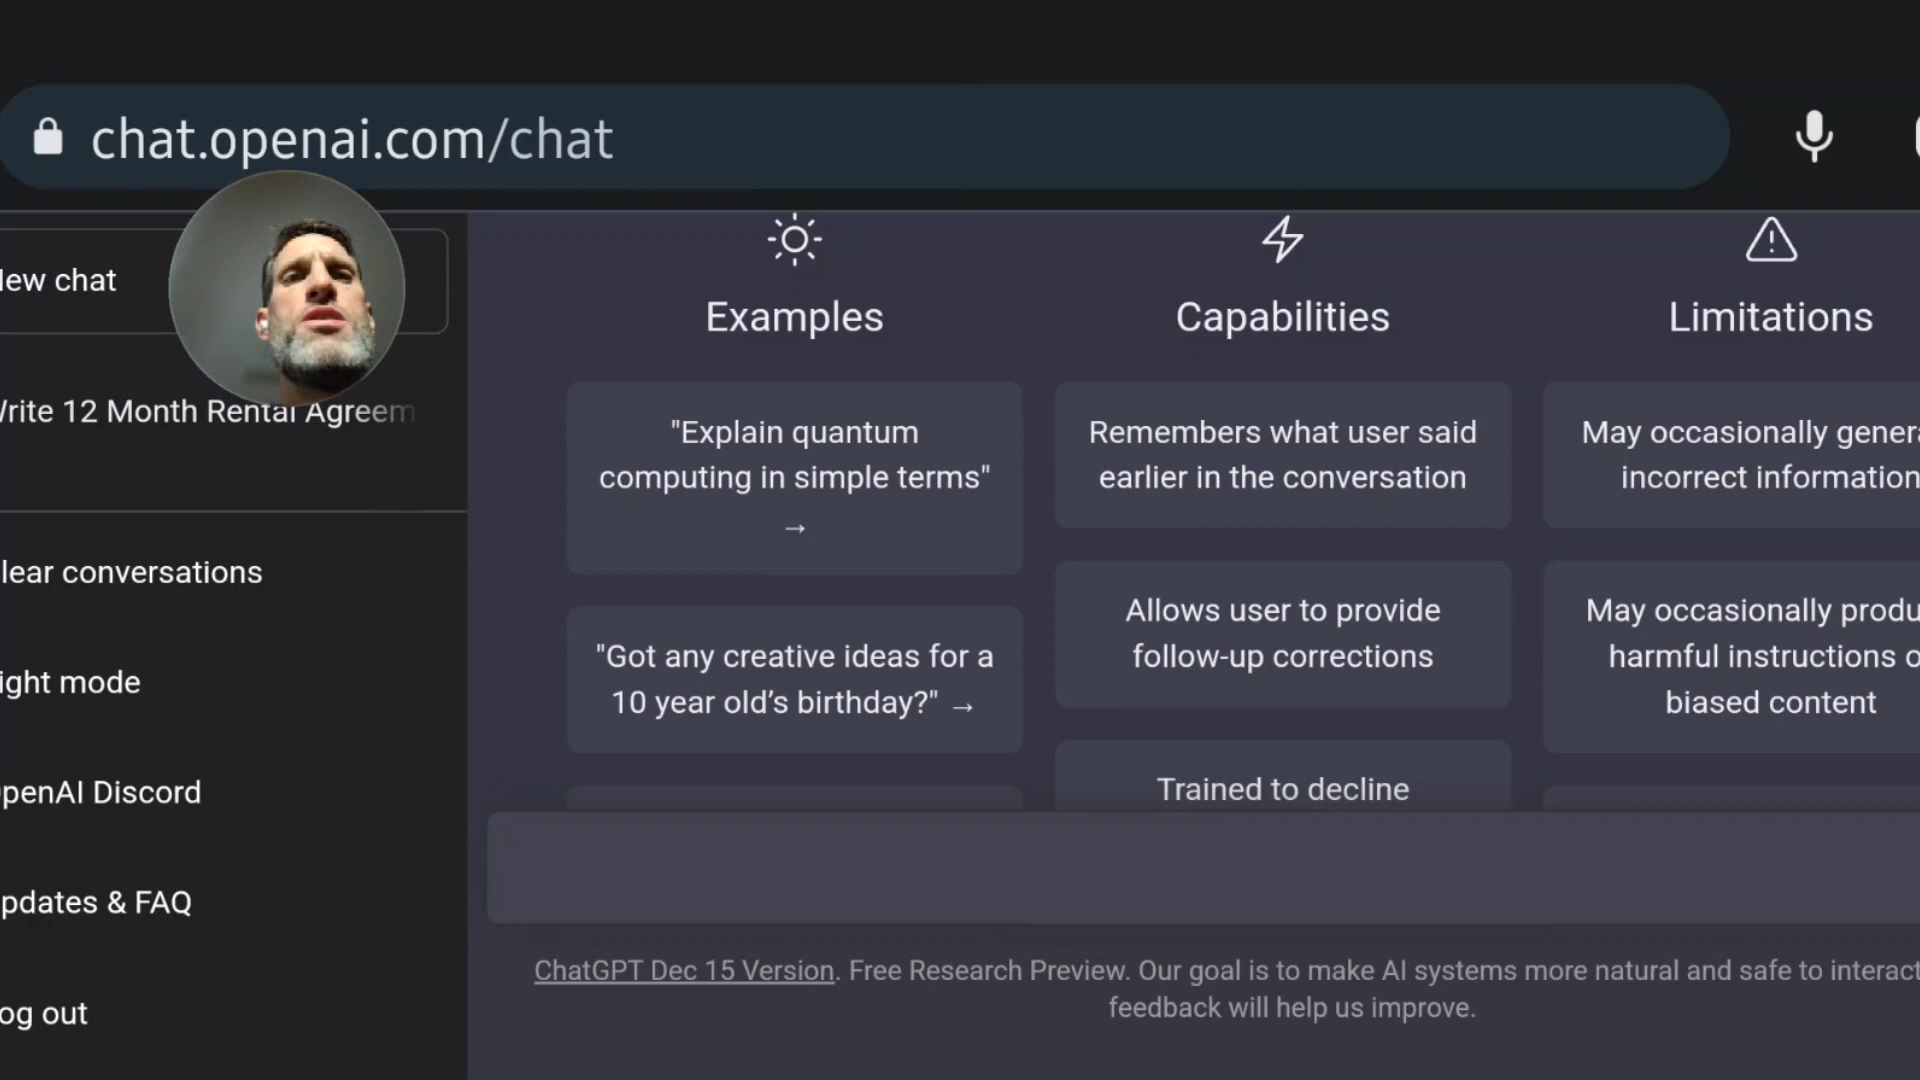 chat.openai.com/chat
ew chat
rite 12 Month Rental Agreem
lear conversations
ight mode
penAI Discord
pdates & FAQ
og out
Examples
"Explain quantum
computing in simple terms"
→
"Got any creative ideas for a
10 year old’s birthday?" →
Capabilities
Remembers what user said
earlier in the conversation
Allows user to provide
follow-up corrections
Trained to decline
Limitations
May occasionally genera
incorrect information
May occasionally produ
harmful instructions o
biased content
ChatGPT Dec 15 Version. Free Research Preview. Our goal is to make AI systems more natural and safe to interact
feedback will help us improve.